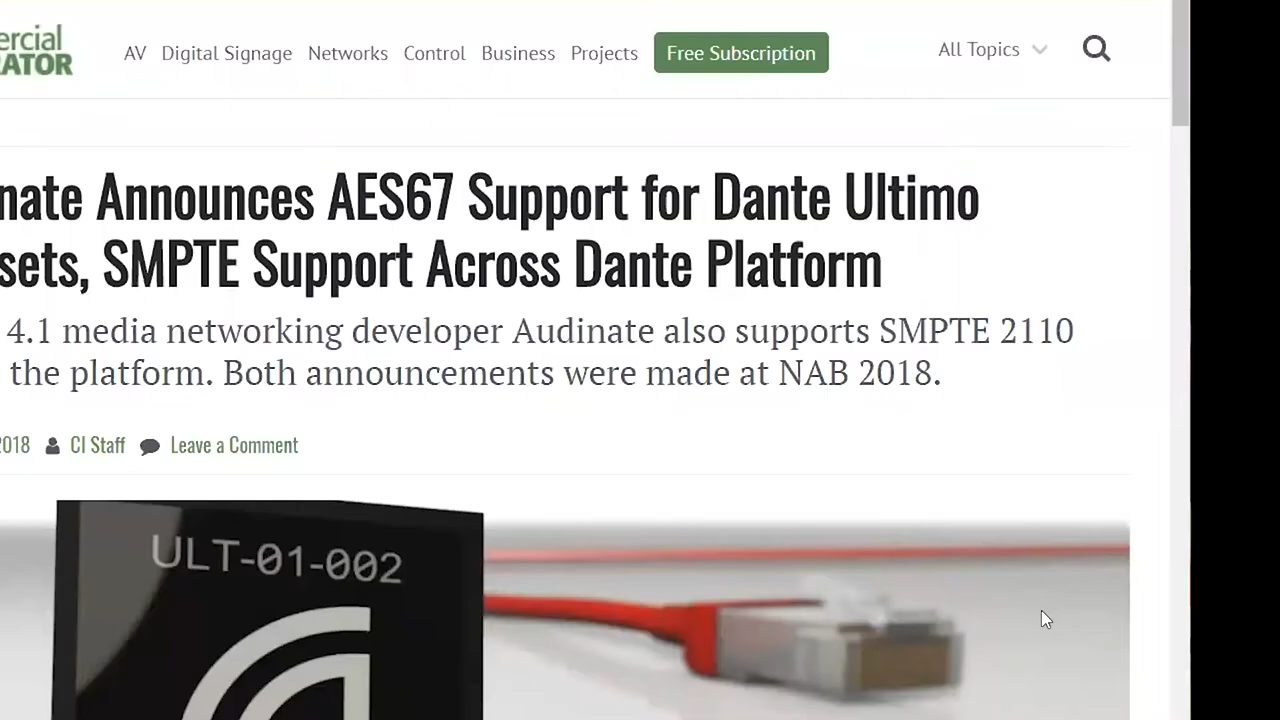 ercial
RATOR
AV Digital Signage Networks Control Business Projects Free Subscription All Topics
nate Announces AES67 Support for Dante Ultimo
sets, SMPTE Support Across Dante Platform
4.1 media networking developer Audinate also supports SMPTE 2110
the platform. Both announcements were made at NAB 2018.
2018 CI Staff Leave a Comment
ULT-01-002